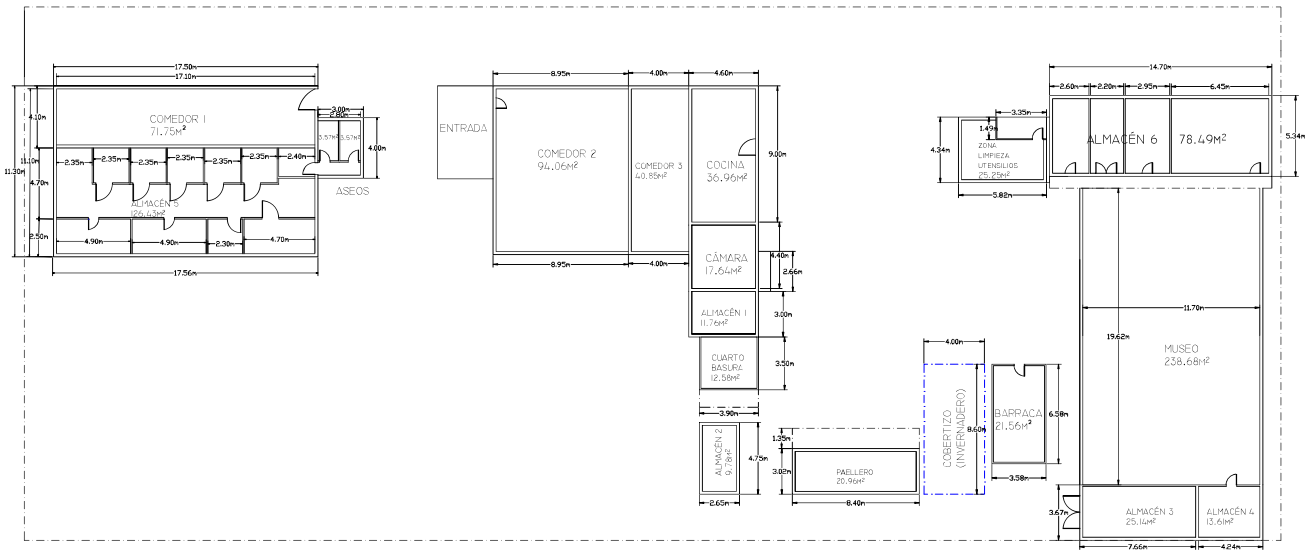 17.50m
17.10m
COMEDOR 1
71.75M²
4.10m
11.10m
11.30m
4.70m
2.50m
2.35m
2.35m
2.35m
2.35m
2.35m
2.40m
ALMACÉN 5
126.43M²
4.90m
4.90m
2.30m
4.70m
17.56m
3.00m
2.80m
3.57M²
3.57M²
4.00m
ASEOS
ENTRADA
8.95m
4.00m
4.60m
COMEDOR 2
94.06M²
COMEDOR 3
40.85M²
COCINA
36.96M²
9.00m
8.95m
4.00m
CÂMARA
17.64M²
4.40m
2.66m
ALMACÉN 1
11.76M²
3.00m
CUARTO
BASURA
12.58M²
3.50m
3.90m
ALMACÉN 2
9.78M²
4.75m
2.65m
1.35m
3.02m
PAELLERO
20.96M²
8.40m
4.00m
COBERTIZO
(INVERNADERO)
8.60m
BARRACA
21.56M²
6.58m
3.58m
3.35m
1.49m
4.34m
ZONA
LIMPIEZA
UTENSILIOS
25.25M²
5.82m
14.70m
2.60m
2.20m
2.95m
6.45m
ALMACÉN 6
78.49M²
5.34m
19.62m
11.70m
MUSEO
238.68M²
3.67m
ALMACÉN 3
25.14M²
ALMACÉN 4
13.61M²
7.66m
4.24m